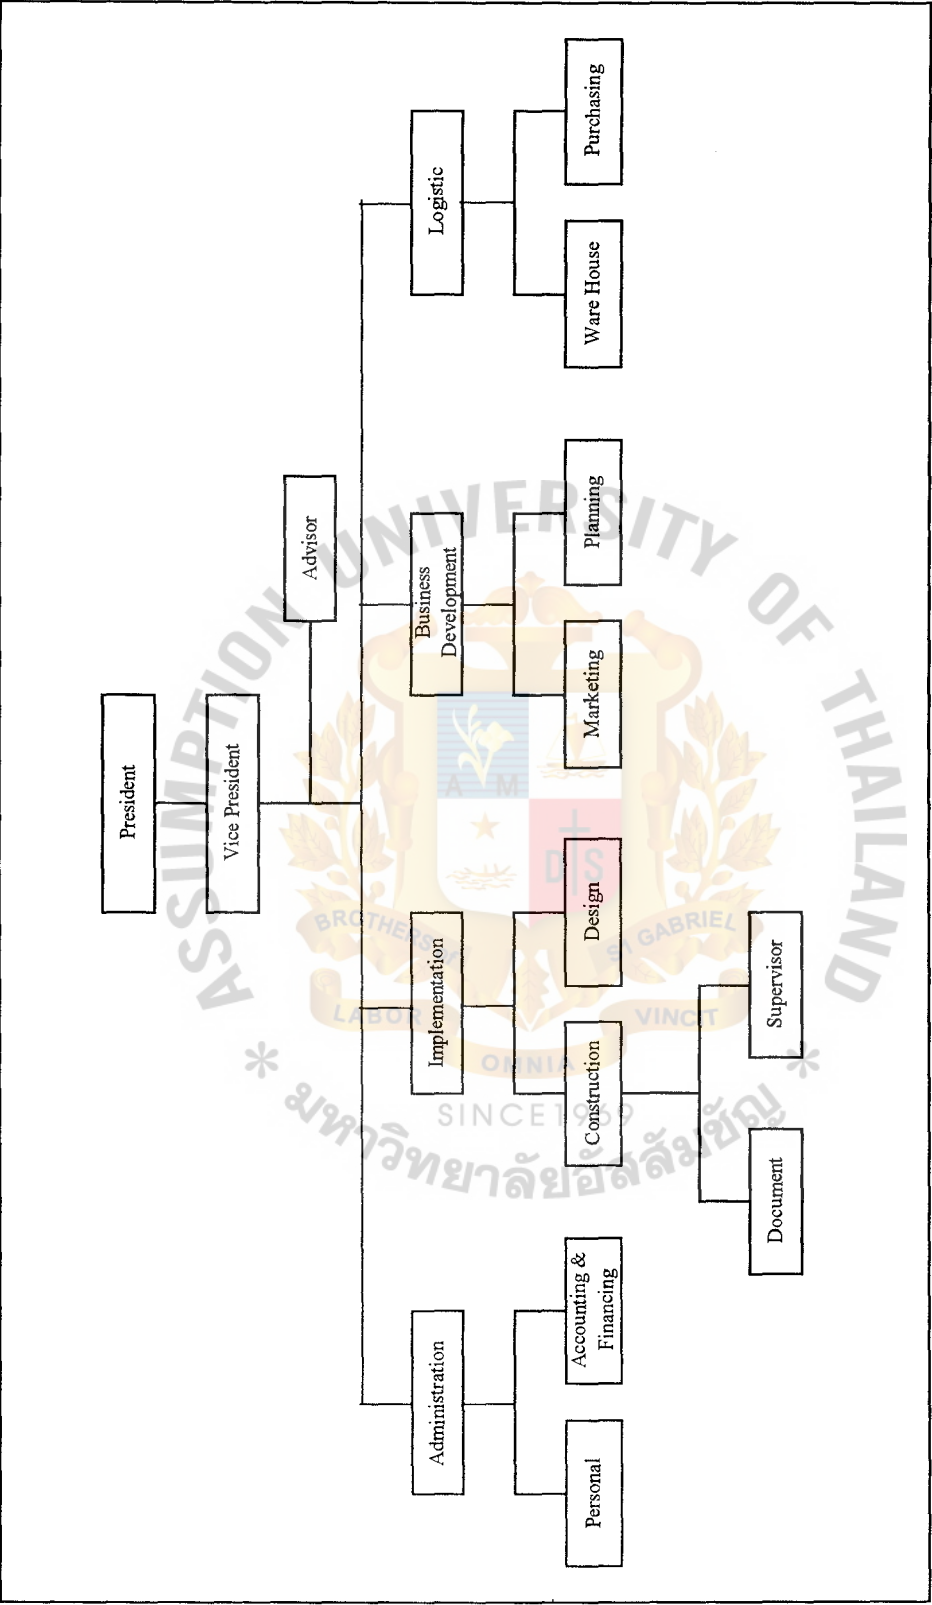 President
Vice President
Advisor
Administration
Implementation
Business
Development
Logistic
Personal
Accounting &
Financing
Construction
Design
Marketing
Planning
Ware House
Purchasing
Document
Supervisor
ASSUMPTION UNIVERSITY OF THAILAND
A M
D S
BROTHERS OF
ST GABRIEL
LABOR
VINCIT
OMNIA
SINCE 1969
* มหาวิทยาลัยอัสสัมชัญ *